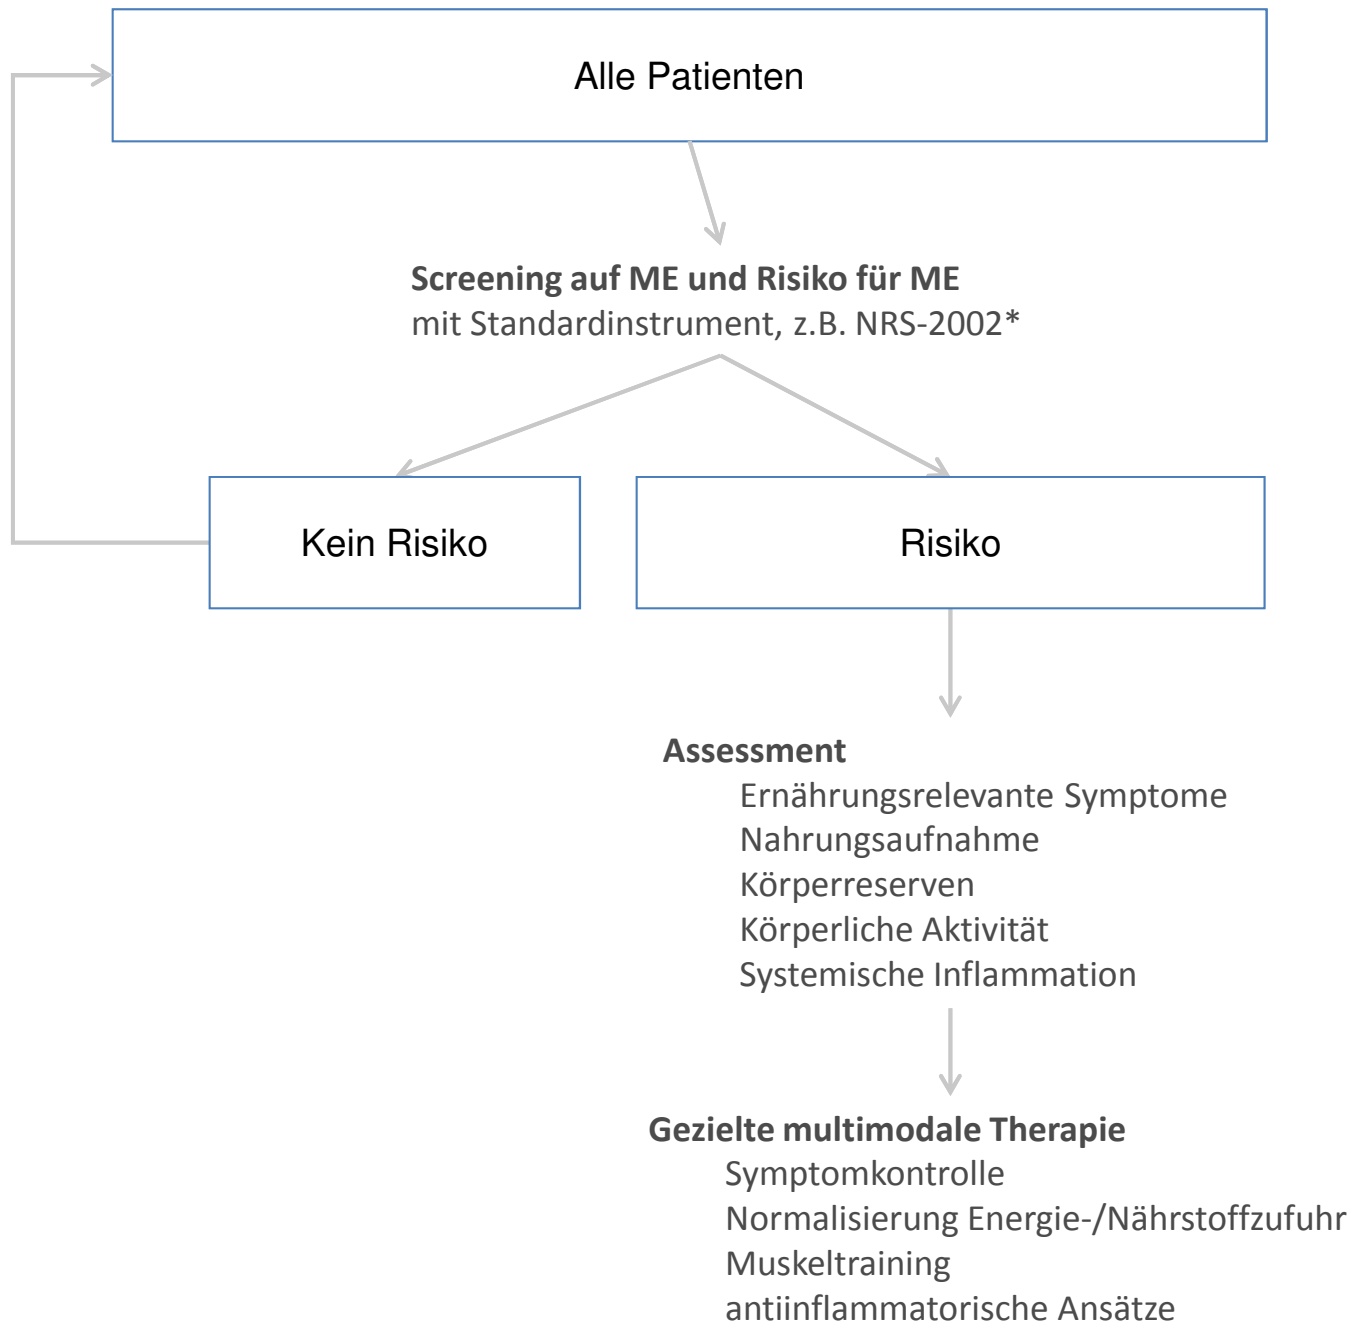 Alle Patienten
Screening auf ME und Risiko für ME
mit Standardinstrument, z.B. NRS-2002*
Kein Risiko
Risiko
Assessment
Ernährungsrelevante Symptome
Nahrungsaufnahme
Körperreserven
Körperliche Aktivität
Systemische Inflammation
Gezielte multimodale Therapie
Symptomkontrolle
Normalisierung Energie-/Nährstoffzufuhr
Muskeltraining
antiinflammatorische Ansätze